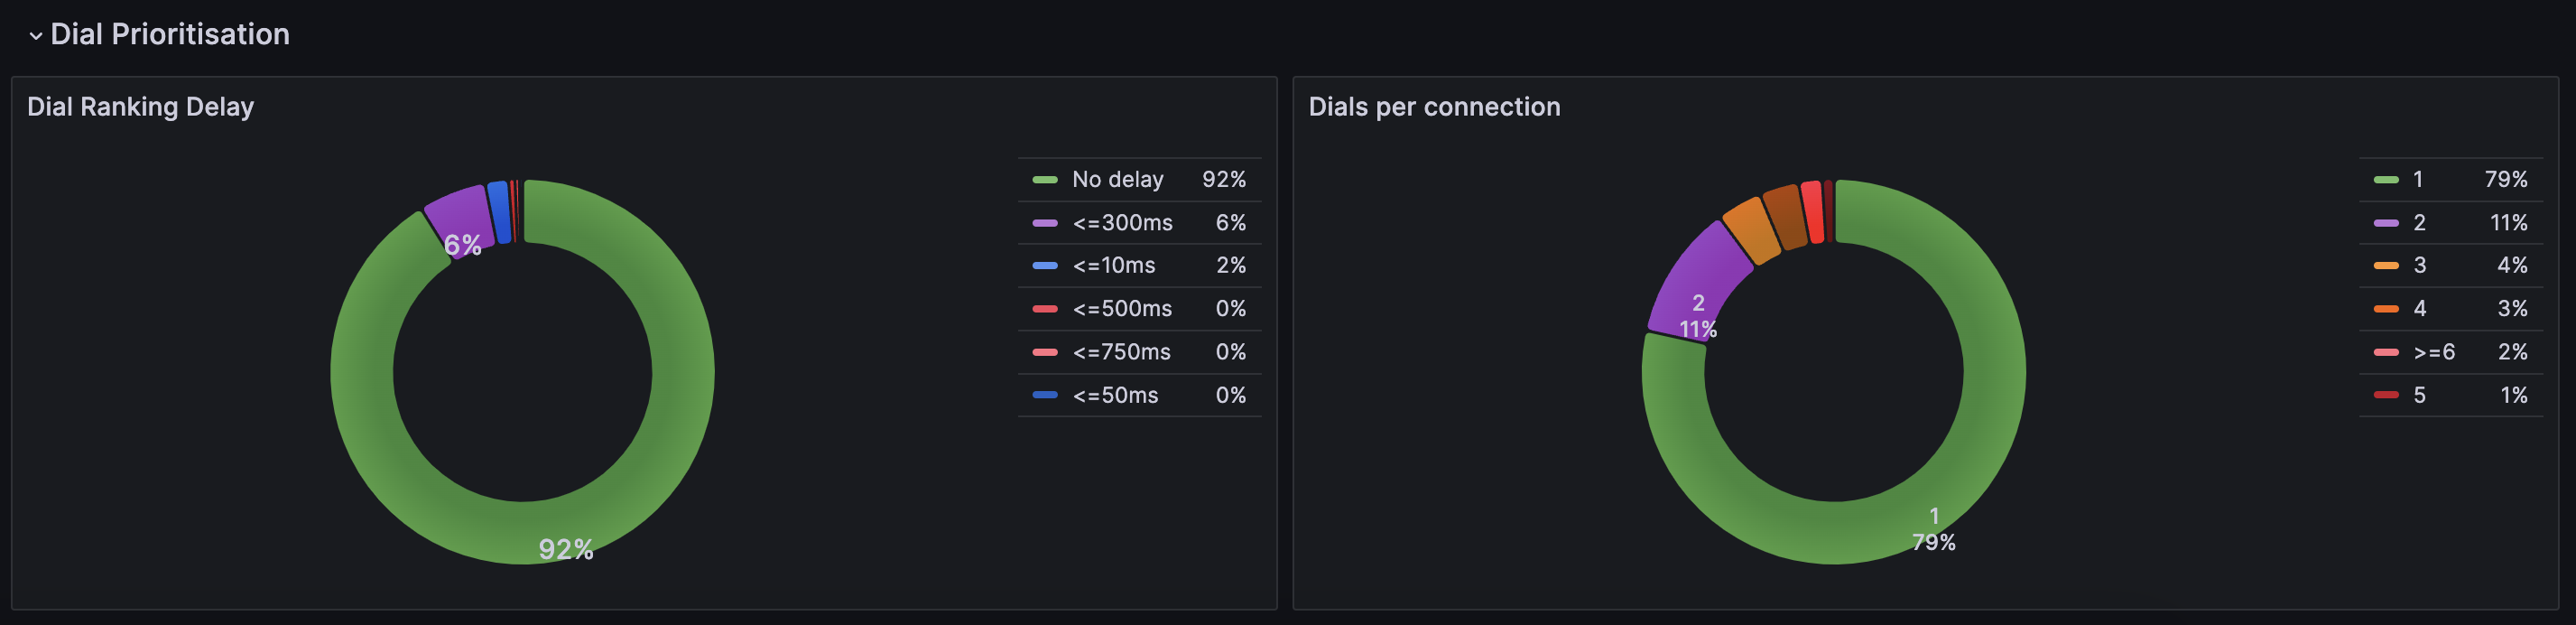 Dial Prioritisation
Dial Ranking Delay
6%
92%
No delay 92%
<=300ms 6%
<=10ms 2%
<=500ms 0%
<=750ms 0%
<=50ms 0%
Dials per connection
2
11%
1
79%
1 79%
2 11%
3 4%
4 3%
>=6 2%
5 1%